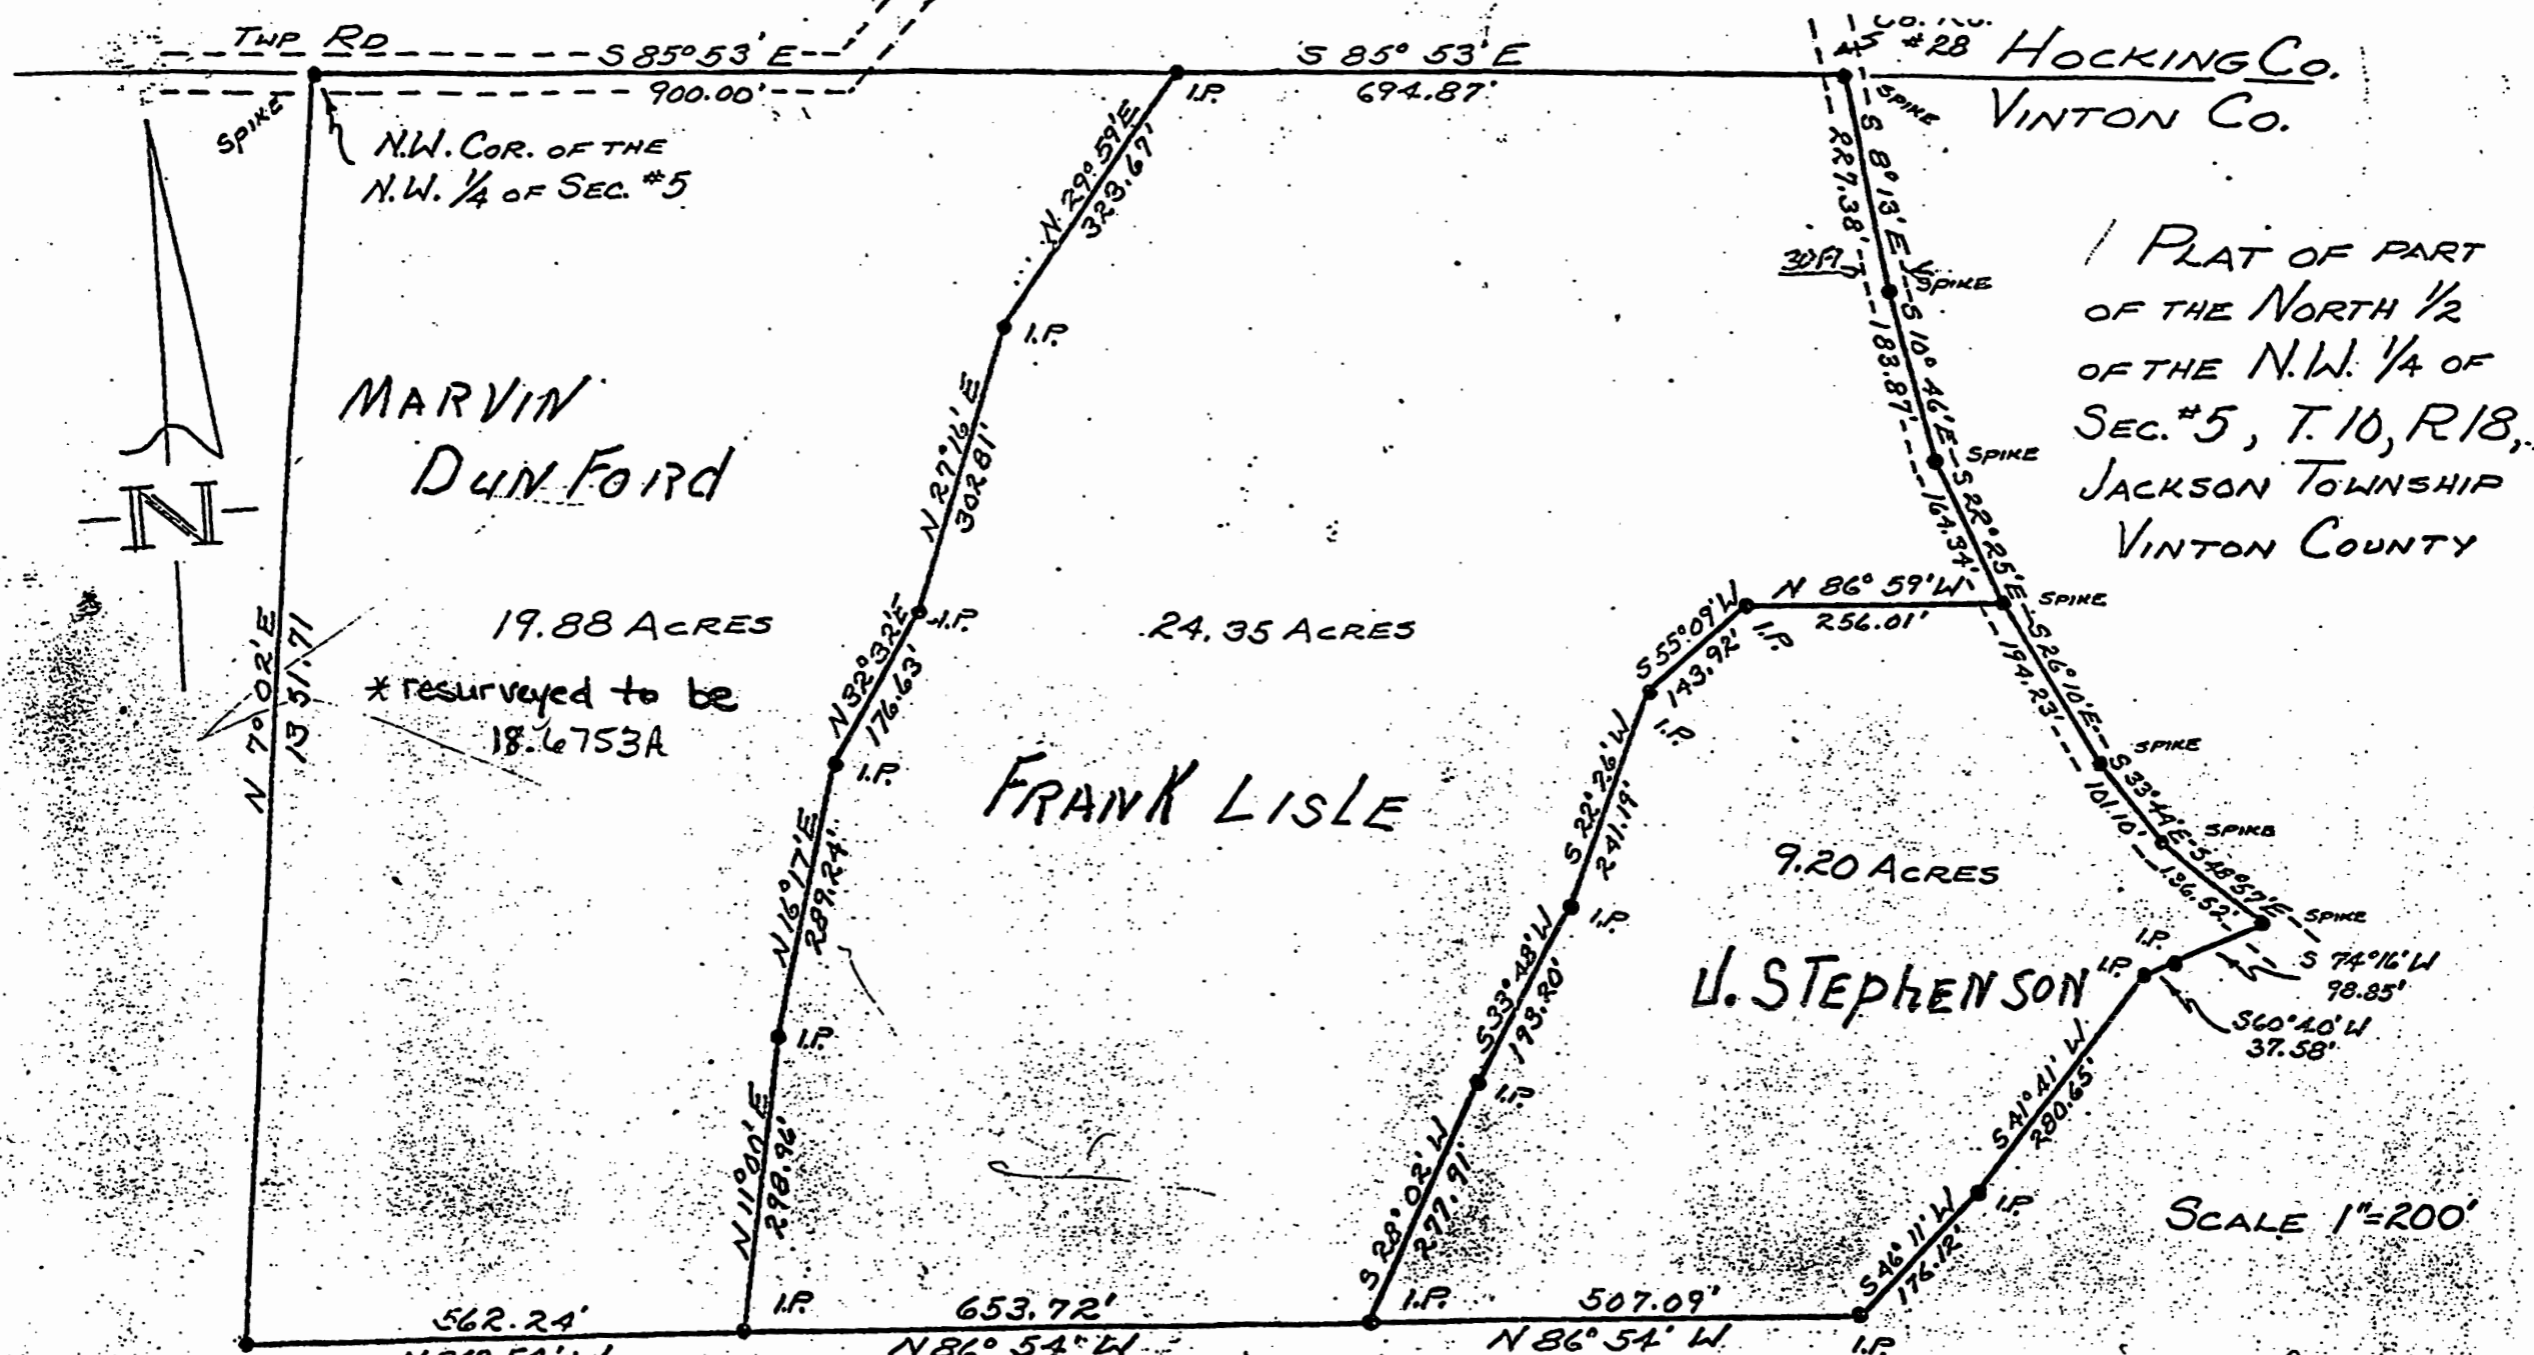 TWP RD
S 85° 53' E
900.00'
SPIKE
N.W. COR. OF THE
N.W. 1/4 OF SEC. #5
S 85° 53' E
694.87'
I.P.
#28
HOCKING CO.
VINTON CO.
SPIKE
S 8° 13' E
227.38'
30 FT
SPIKE
S 10° 46' E
183.87'
SPIKE
S 22° 25' E
164.34'
SPIKE
S 26° 10' E
194.23'
SPIKE
S 33° 44' E
101.10'
SPIKE
S 48° 57' E
136.52'
SPIKE
PLAT OF PART
OF THE NORTH 1/2
OF THE N.W. 1/4 OF
SEC. #5, T. 10, R 18,
JACKSON TOWNSHIP
VINTON COUNTY
N 29° 59' E
323.67'
I.P.
N 27° 16' E
302.81'
I.P.
N 32° 32' E
176.63'
I.P.
N 16° 17' E
289.24'
I.P.
N 11° 00' E
298.96'
I.P.
N
N 7° 02' E
1351.71
MARVIN
DUNFORD
19.88 ACRES
* resurveyed to be
18.6753A
24.35 ACRES
FRANK LISLE
N 86° 59' W
256.01'
I.P.
S 55° 09' W
143.92'
I.P.
S 22° 26' W
241.19'
I.P.
S 33° 48' W
193.20'
I.P.
S 28° 02' W
277.91'
I.P.
9.20 ACRES
U. STEPHENSON
I.P.
I.P.
S 74° 16' W
98.85'
S 60° 40' W
37.58'
S 41° 41' W
280.65'
I.P.
S 46° 11' W
176.12'
I.P.
SCALE 1"=200'
562.24'
653.72'
N 86° 54' W
507.09'
N 86° 54' W